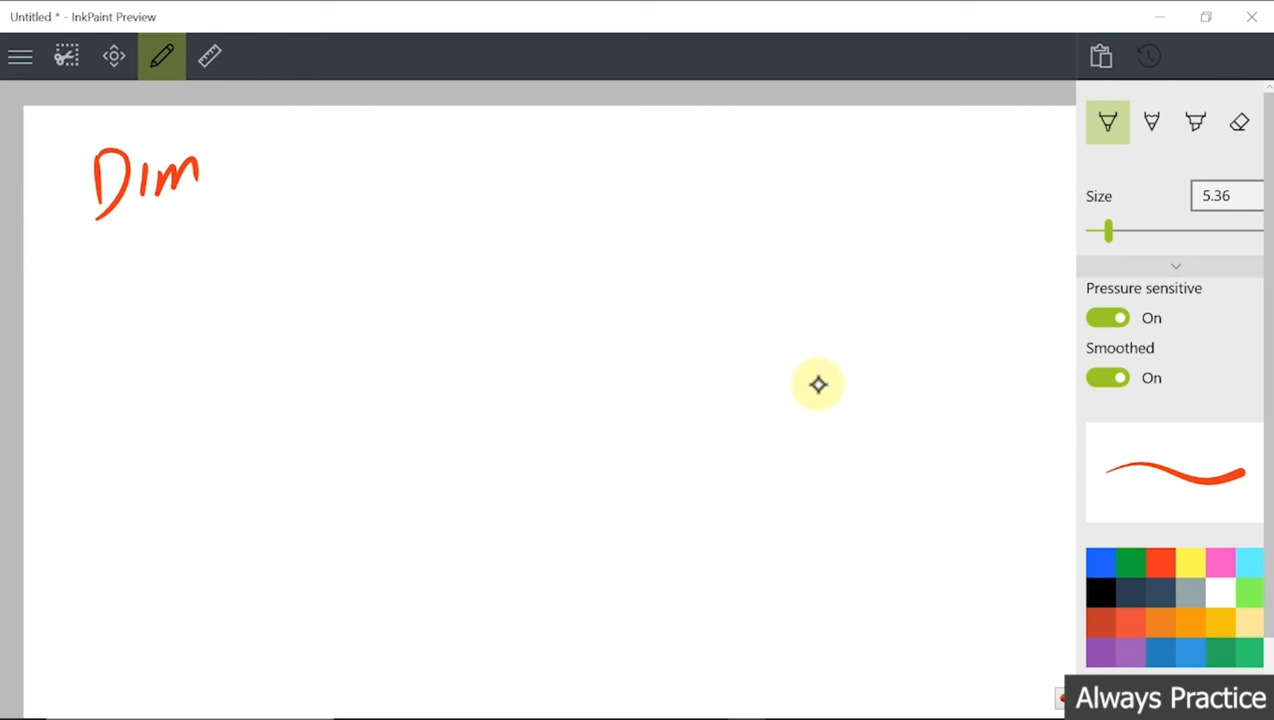 Untitled * - InkPaint Preview
Dim
Size
5.36
Pressure sensitive
On
Smoothed
On
Always Practice